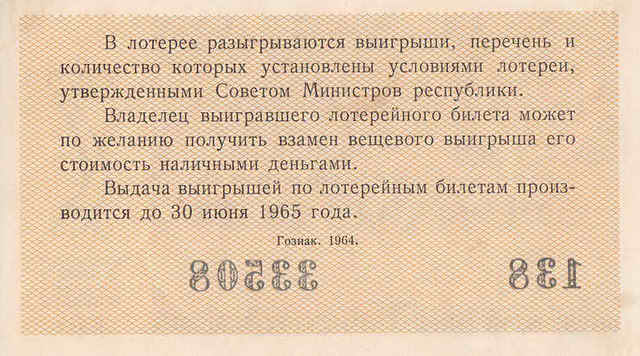 В лотерее разыгрываются выигрыши, перечень и
количество которых установлены условиями лотереи,
утвержденными Советом Министров республики.
Владелец выигравшего лотерейного билета может
по желанию получить взамен вещевого выигрыша его
стоимость наличными деньгами.
Выдача выигрышей по лотерейным билетам произ-
водится до 30 июня 1965 года.
Гознак. 1964.
33508 138